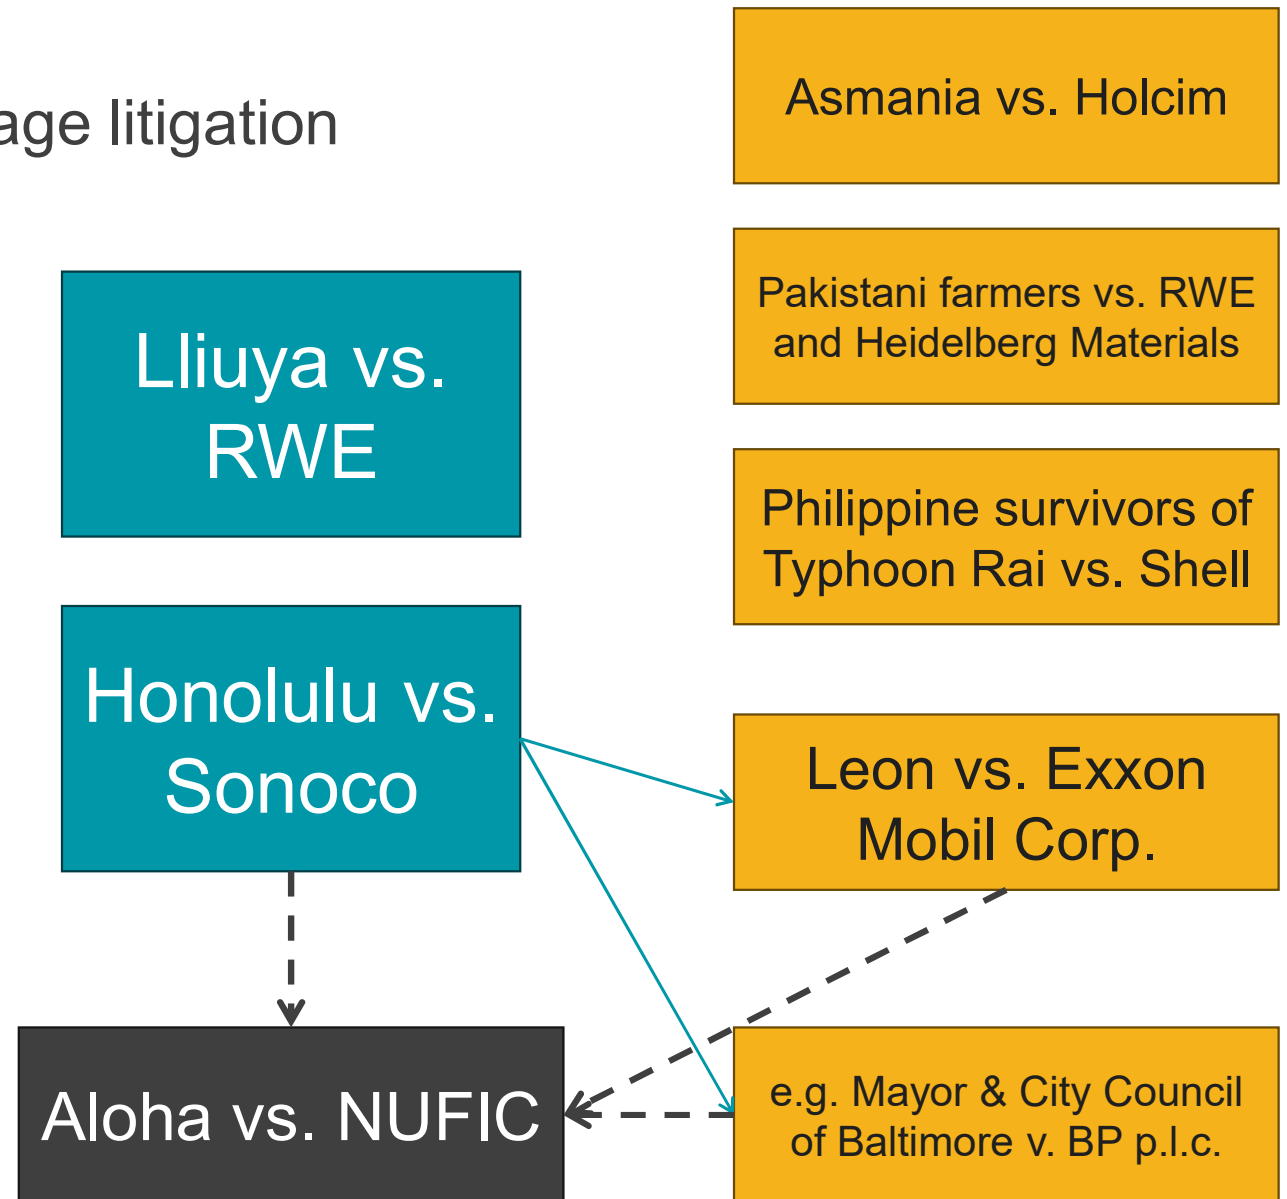 age litigation
Asmania vs. Holcim
Pakistani farmers vs. RWE
and Heidelberg Materials
Lliuya vs.
RWE
Philippine survivors of
Typhoon Rai vs. Shell
Honolulu vs.
Sonoco
Leon vs. Exxon
Mobil Corp.
Aloha vs. NUFIC
e.g. Mayor & City Council
of Baltimore v. BP p.l.c.